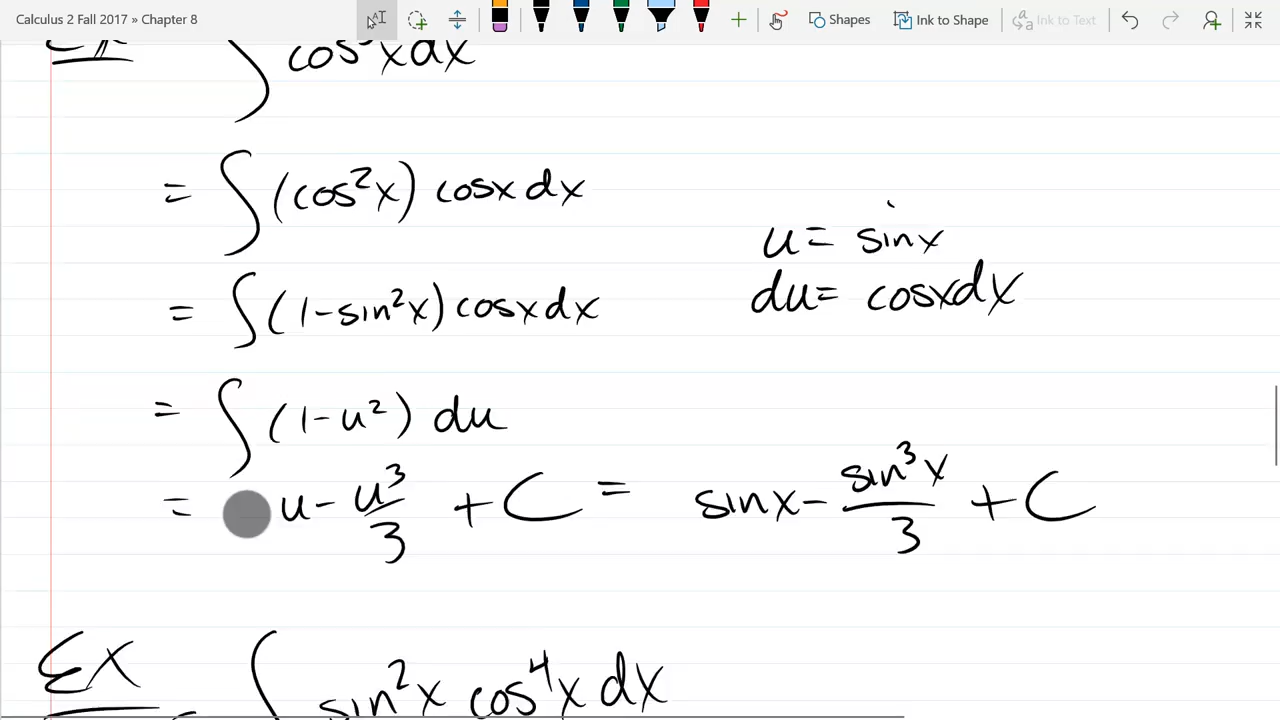 Calculus 2 Fall 2017 » Chapter 8
Shapes
Ink to Shape
Ink to Text
Ex ∫ cos³x dx
= ∫ (cos²x) cosx dx
u = sinx
du = cosx dx
= ∫ (1 - sin²x) cosx dx
= ∫ (1 - u²) du
= u - u³/3 + C = sinx - sin³x/3 + C
Ex ∫ sin²x cos⁴x dx